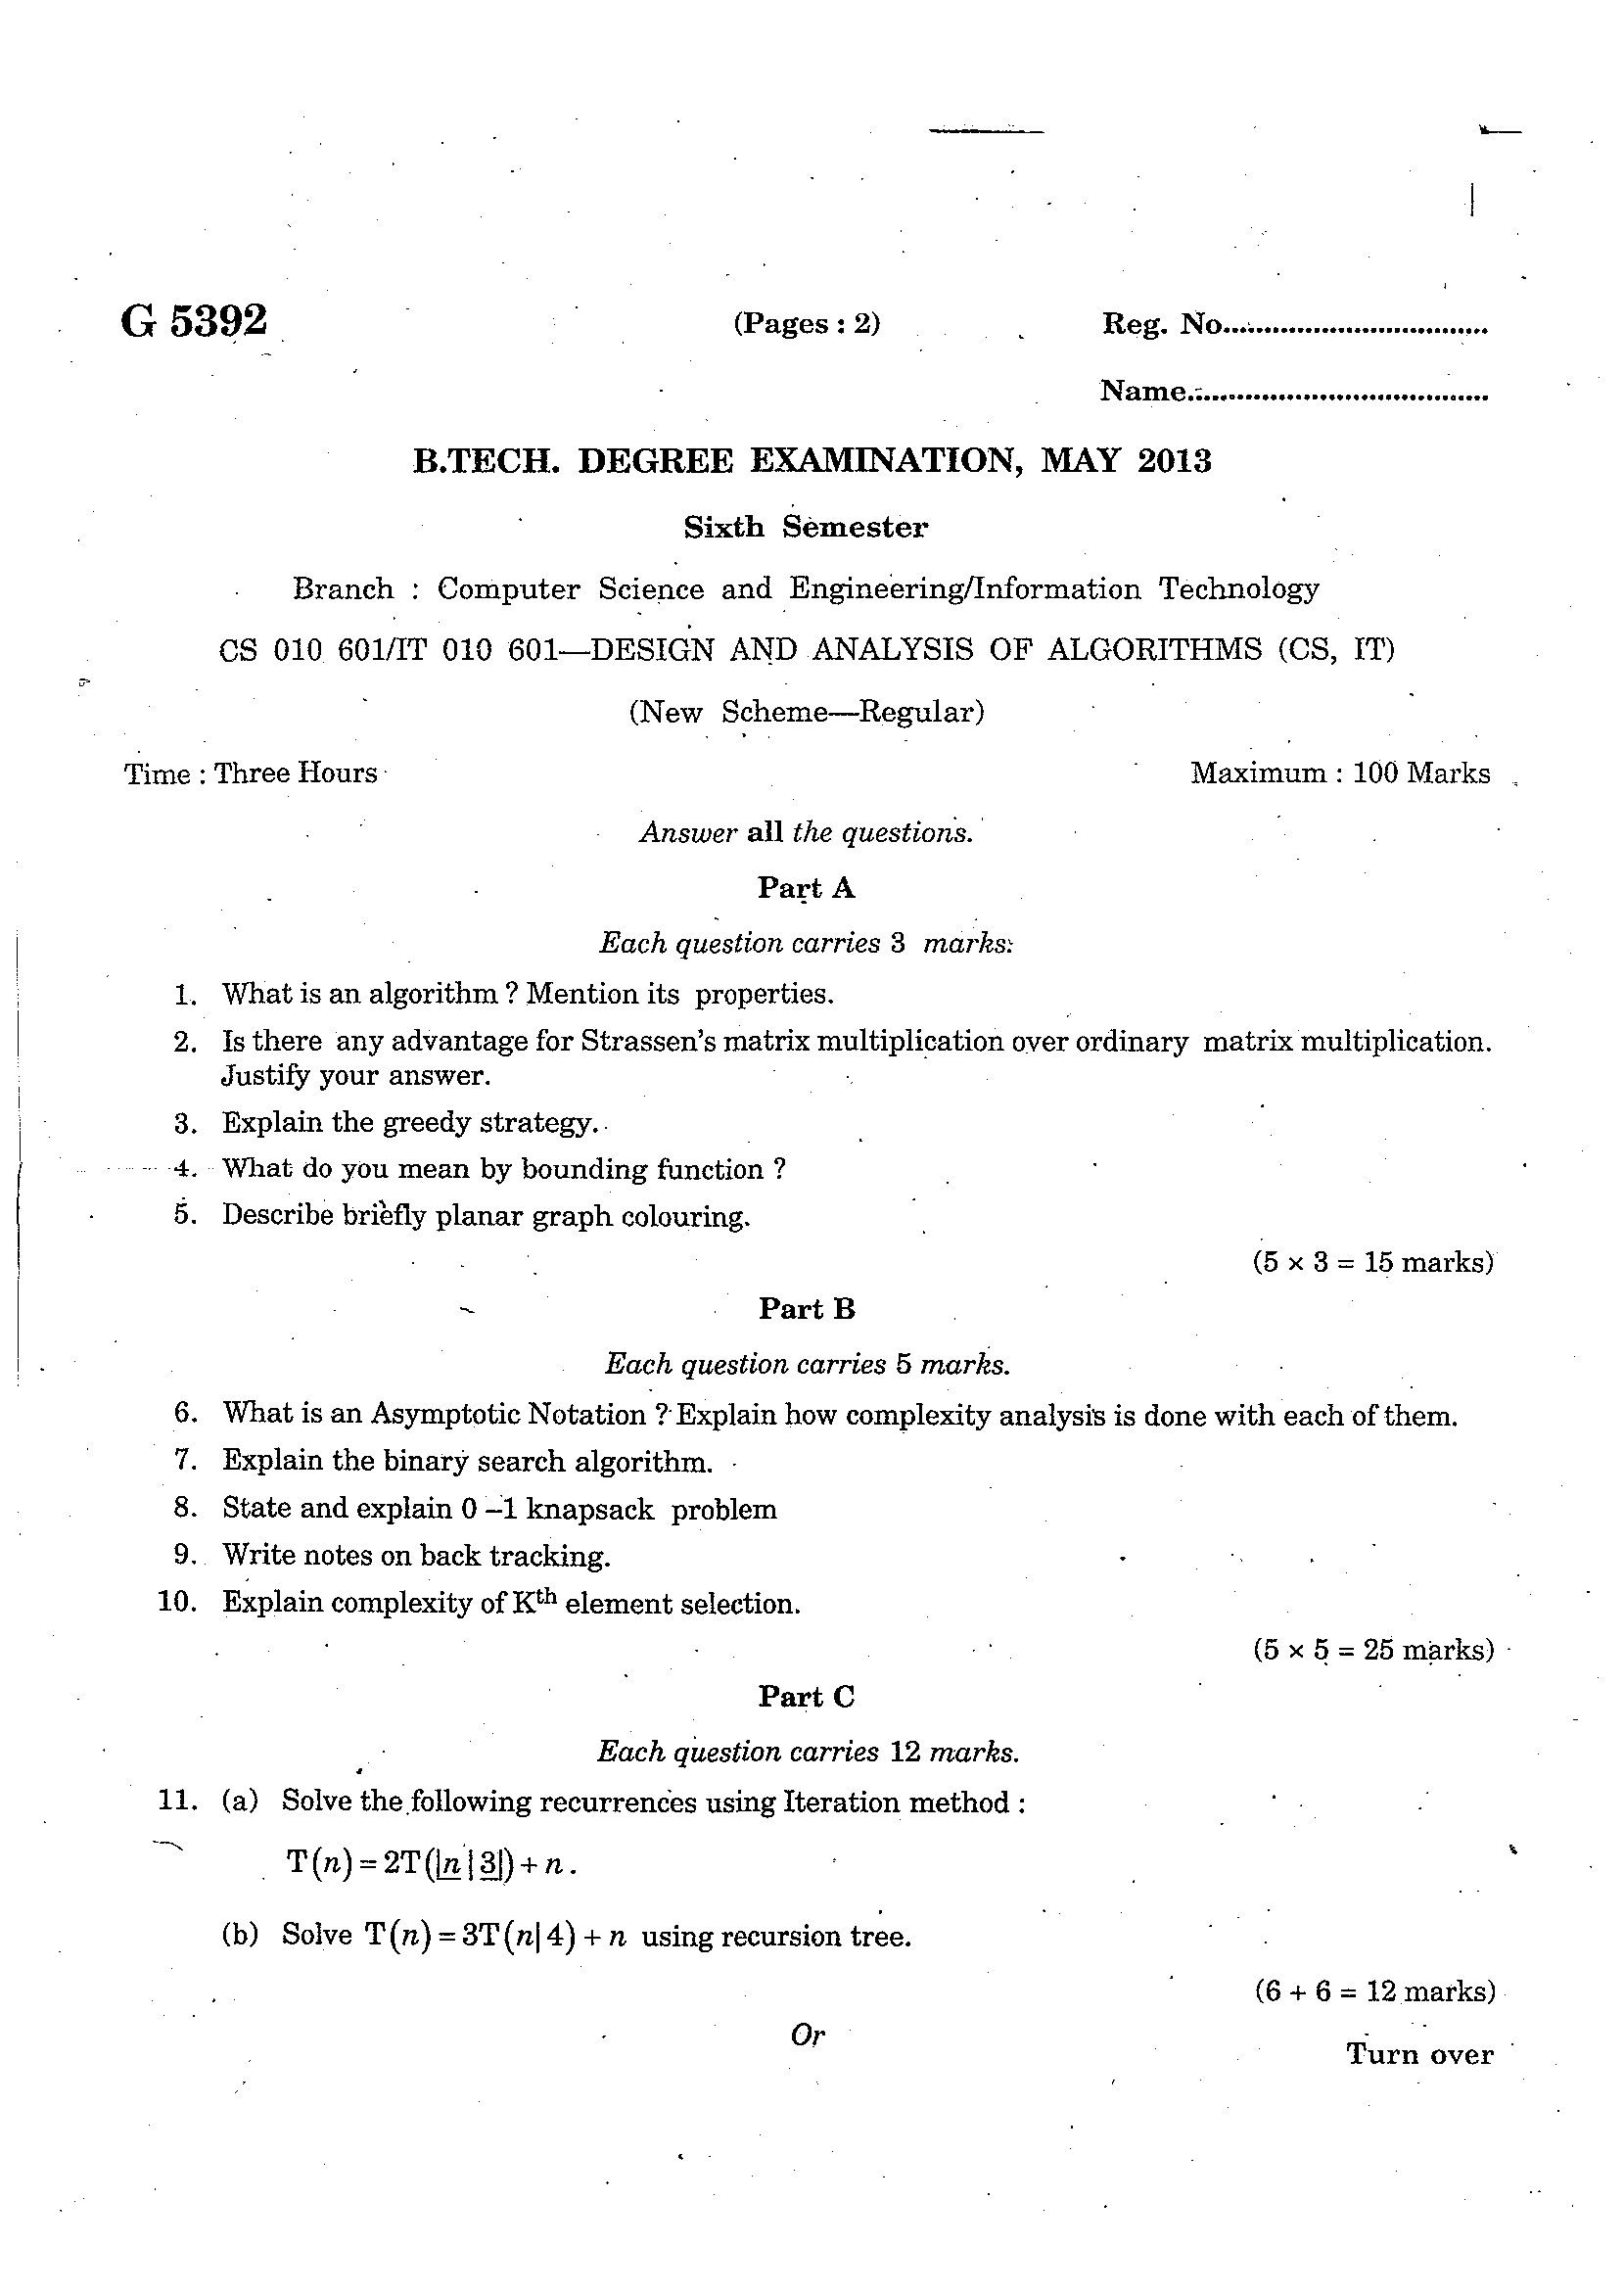 G 5392 (Pages : 2) Reg. No................................
Name....................................
B.TECH. DEGREE EXAMINATION, MAY 2013
Sixth Semester
Branch : Computer Science and Engineering/Information Technology
CS 010 601/IT 010 601—DESIGN AND ANALYSIS OF ALGORITHMS (CS, IT)
(New Scheme—Regular)
Time : Three Hours Maximum : 100 Marks
Answer all the questions.
Part A
Each question carries 3 marks.
1. What is an algorithm ? Mention its properties.
2. Is there any advantage for Strassen's matrix multiplication over ordinary matrix multiplication.
Justify your answer.
3. Explain the greedy strategy.
4. What do you mean by bounding function ?
5. Describe briefly planar graph colouring.
(5 × 3 = 15 marks)
Part B
Each question carries 5 marks.
6. What is an Asymptotic Notation ? Explain how complexity analysis is done with each of them.
7. Explain the binary search algorithm.
8. State and explain 0 –1 knapsack problem
9. Write notes on back tracking.
10. Explain complexity of Kth element selection.
(5 × 5 = 25 marks)
Part C
Each question carries 12 marks.
11. (a) Solve the following recurrences using Iteration method :
T(n) = 2T(⌊n | 3⌋) + n .
(b) Solve T(n) = 3T(n| 4) + n using recursion tree.
(6 + 6 = 12 marks)
Or
Turn over